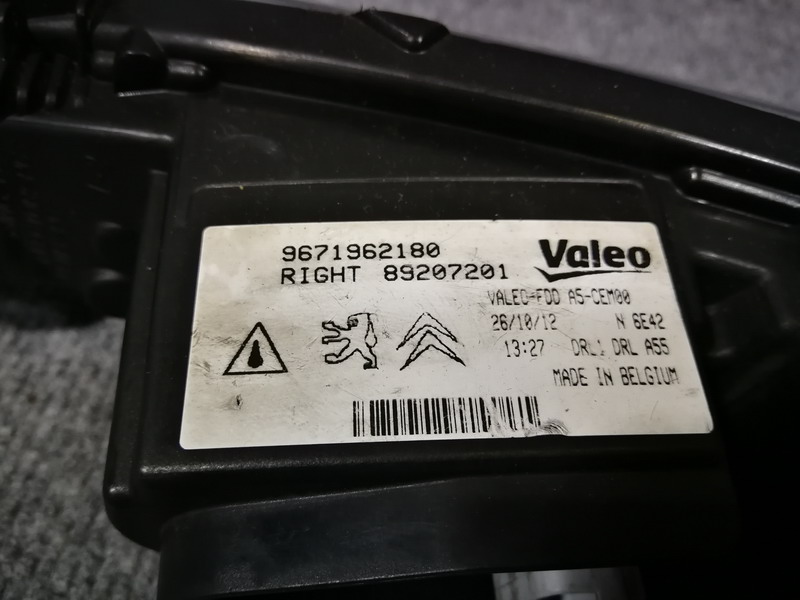 9671962180
RIGHT 89207201
Valeo
VALEO-FDD A5-CEM00
26/10/12 N 6E42
13:27 DRL1 DRL A55
MADE IN BELGIUM